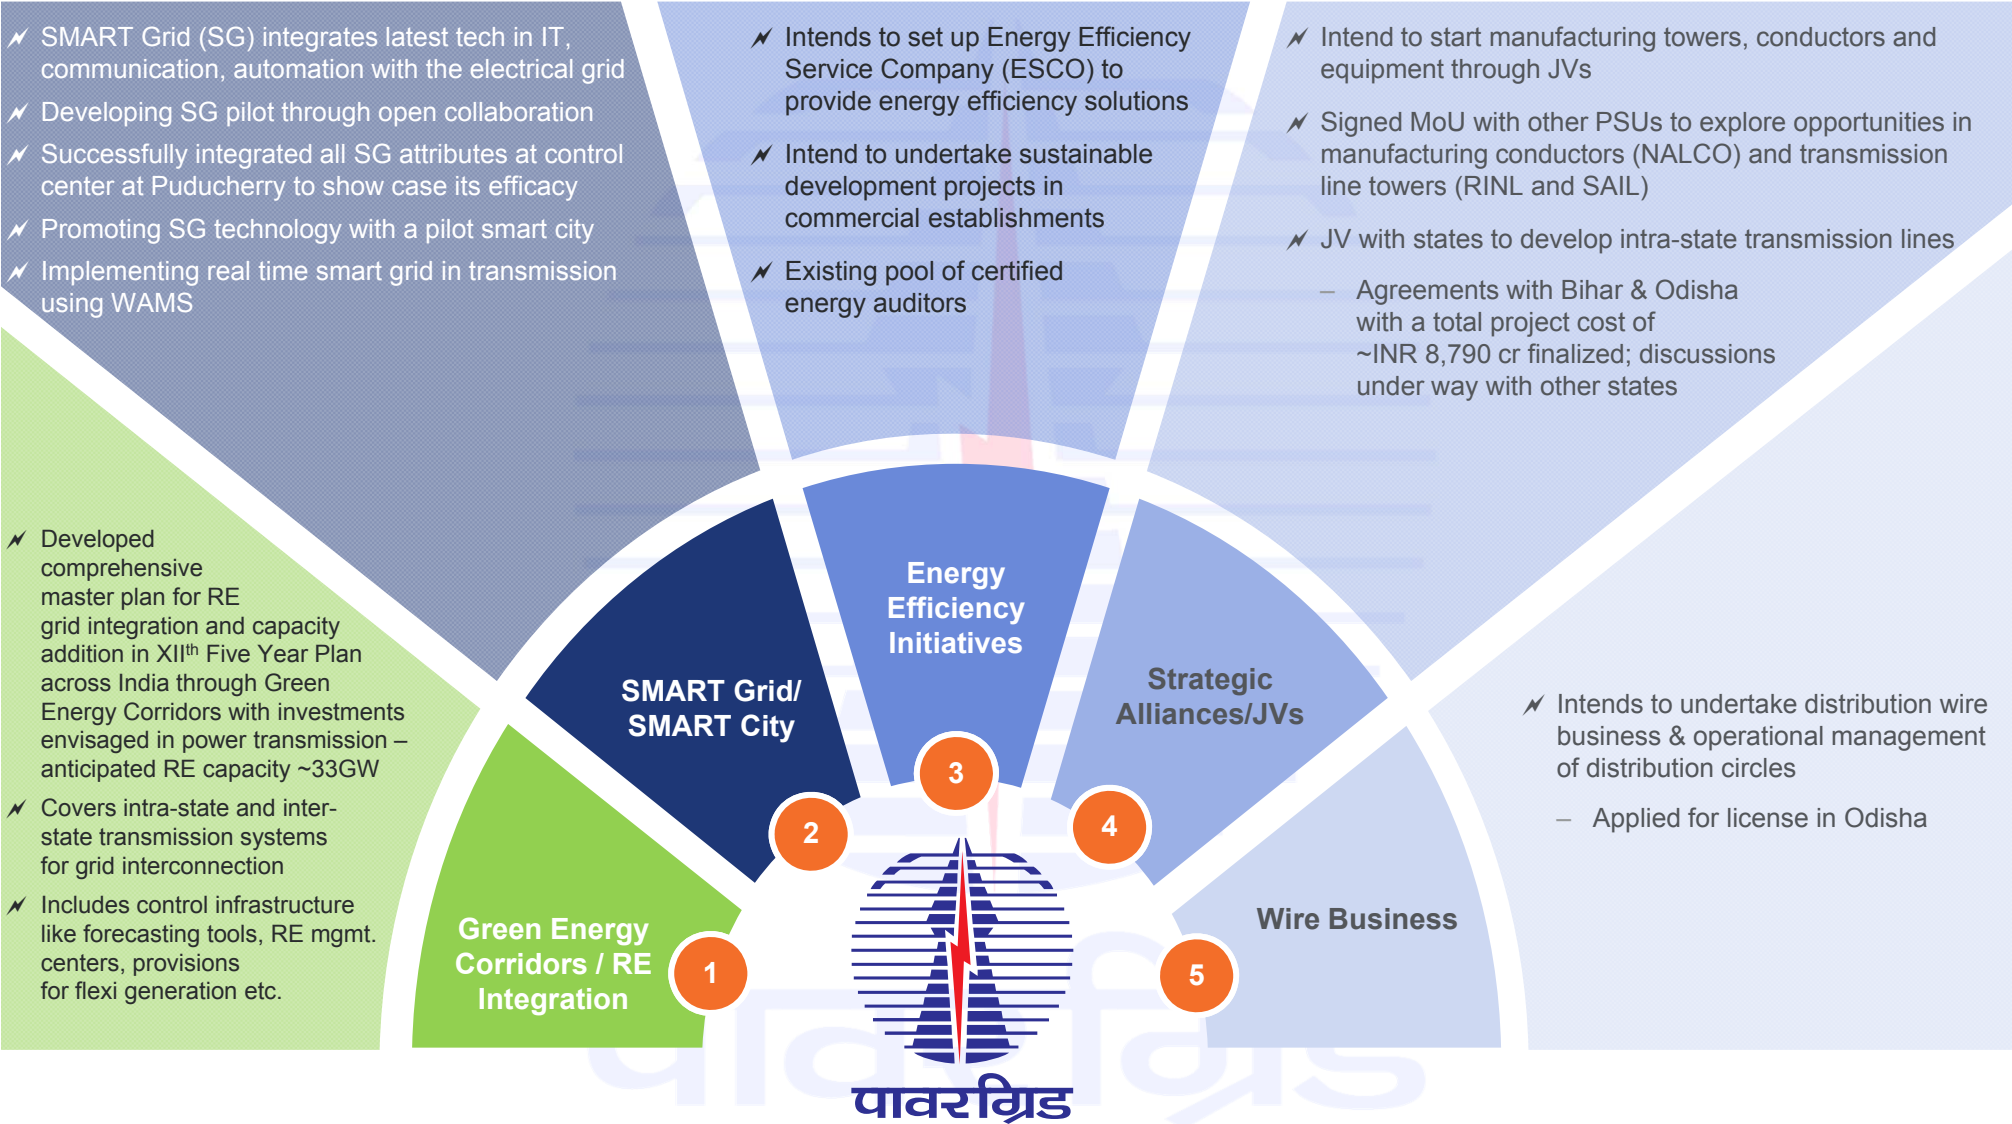 SMART Grid (SG) integrates latest tech in IT,
communication, automation with the electrical grid
Developing SG pilot through open collaboration
Successfully integrated all SG attributes at control
center at Puducherry to show case its efficacy
Promoting SG technology with a pilot smart city
Implementing real time smart grid in transmission
using WAMS
Intends to set up Energy Efficiency
Service Company (ESCO) to
provide energy efficiency solutions
Intend to undertake sustainable
development projects in
commercial establishments
Existing pool of certified
energy auditors
Intend to start manufacturing towers, conductors and
equipment through JVs
Signed MoU with other PSUs to explore opportunities in
manufacturing conductors (NALCO) and transmission
line towers (RINL and SAIL)
JV with states to develop intra-state transmission lines
– Agreements with Bihar & Odisha
with a total project cost of
~INR 8,790 cr finalized; discussions
under way with other states
Developed
comprehensive
master plan for RE
grid integration and capacity
addition in XIIth Five Year Plan
across India through Green
Energy Corridors with investments
envisaged in power transmission –
anticipated RE capacity ~33GW
Covers intra-state and inter-
state transmission systems
for grid interconnection
Includes control infrastructure
like forecasting tools, RE mgmt.
centers, provisions
for flexi generation etc.
Intends to undertake distribution wire
business & operational management
of distribution circles
– Applied for license in Odisha
Green Energy
Corridors / RE
Integration
1
SMART Grid/
SMART City
2
Energy
Efficiency
Initiatives
3
Strategic
Alliances/JVs
4
Wire Business
5
पावरग्रिड
पावरग्रिड